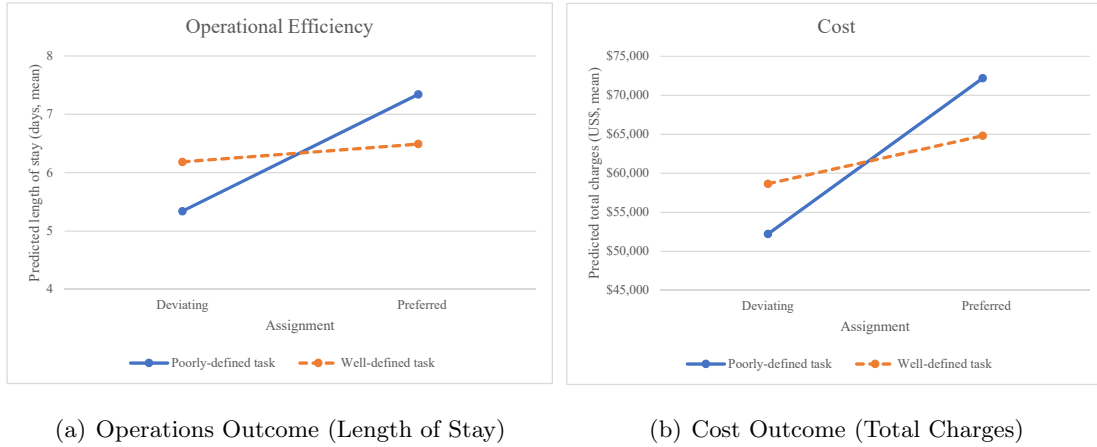 Operational Efficiency
Predicted length of stay (days, mean)
8
7
6
5
4
Deviating
Preferred
Assignment
Poorly-defined task
Well-defined task
Cost
Predicted total charges (US$, mean)
$75,000
$70,000
$65,000
$60,000
$55,000
$50,000
$45,000
Deviating
Preferred
Assignment
Poorly-defined task
Well-defined task
(a) Operations Outcome (Length of Stay)
(b) Cost Outcome (Total Charges)